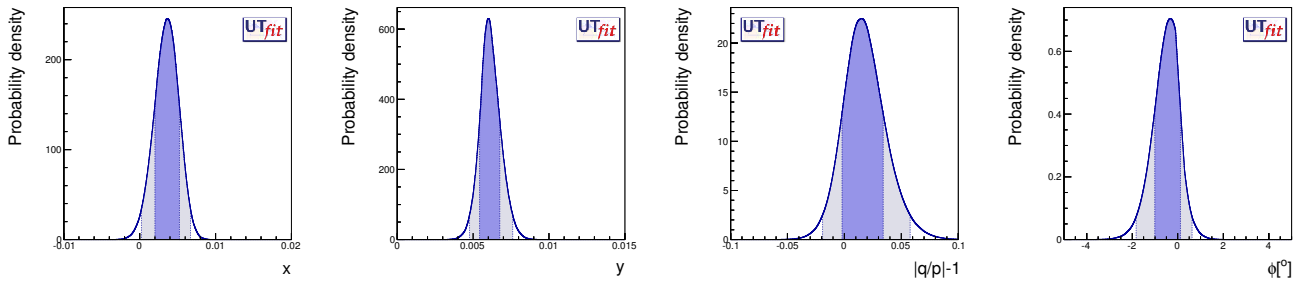 Probability density
200
100
0
-0.01
0
0.01
0.02
x
UTfit
Probability density
600
400
200
0
0
0.005
0.01
0.015
y
UTfit
Probability density
20
15
10
5
0
-0.1
-0.05
0
0.05
0.1
|q/p|-1
UTfit
Probability density
0.6
0.4
0.2
0
-4
-2
0
2
4
ϕ[°]
UTfit